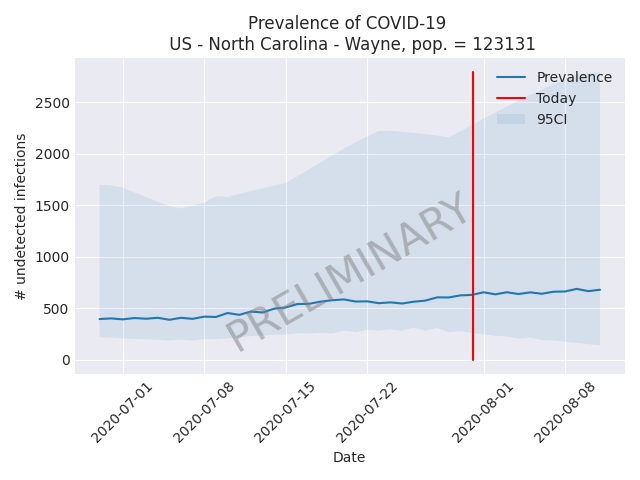 Prevalence of COVID-19
US - North Carolina - Wayne, pop. = 123131
Prevalence
Today
95CI
PRELIMINARY
# undetected infections
2500
2000
1500
1000
500
0
2020-07-01
2020-07-08
2020-07-15
2020-07-22
2020-08-01
2020-08-08
Date